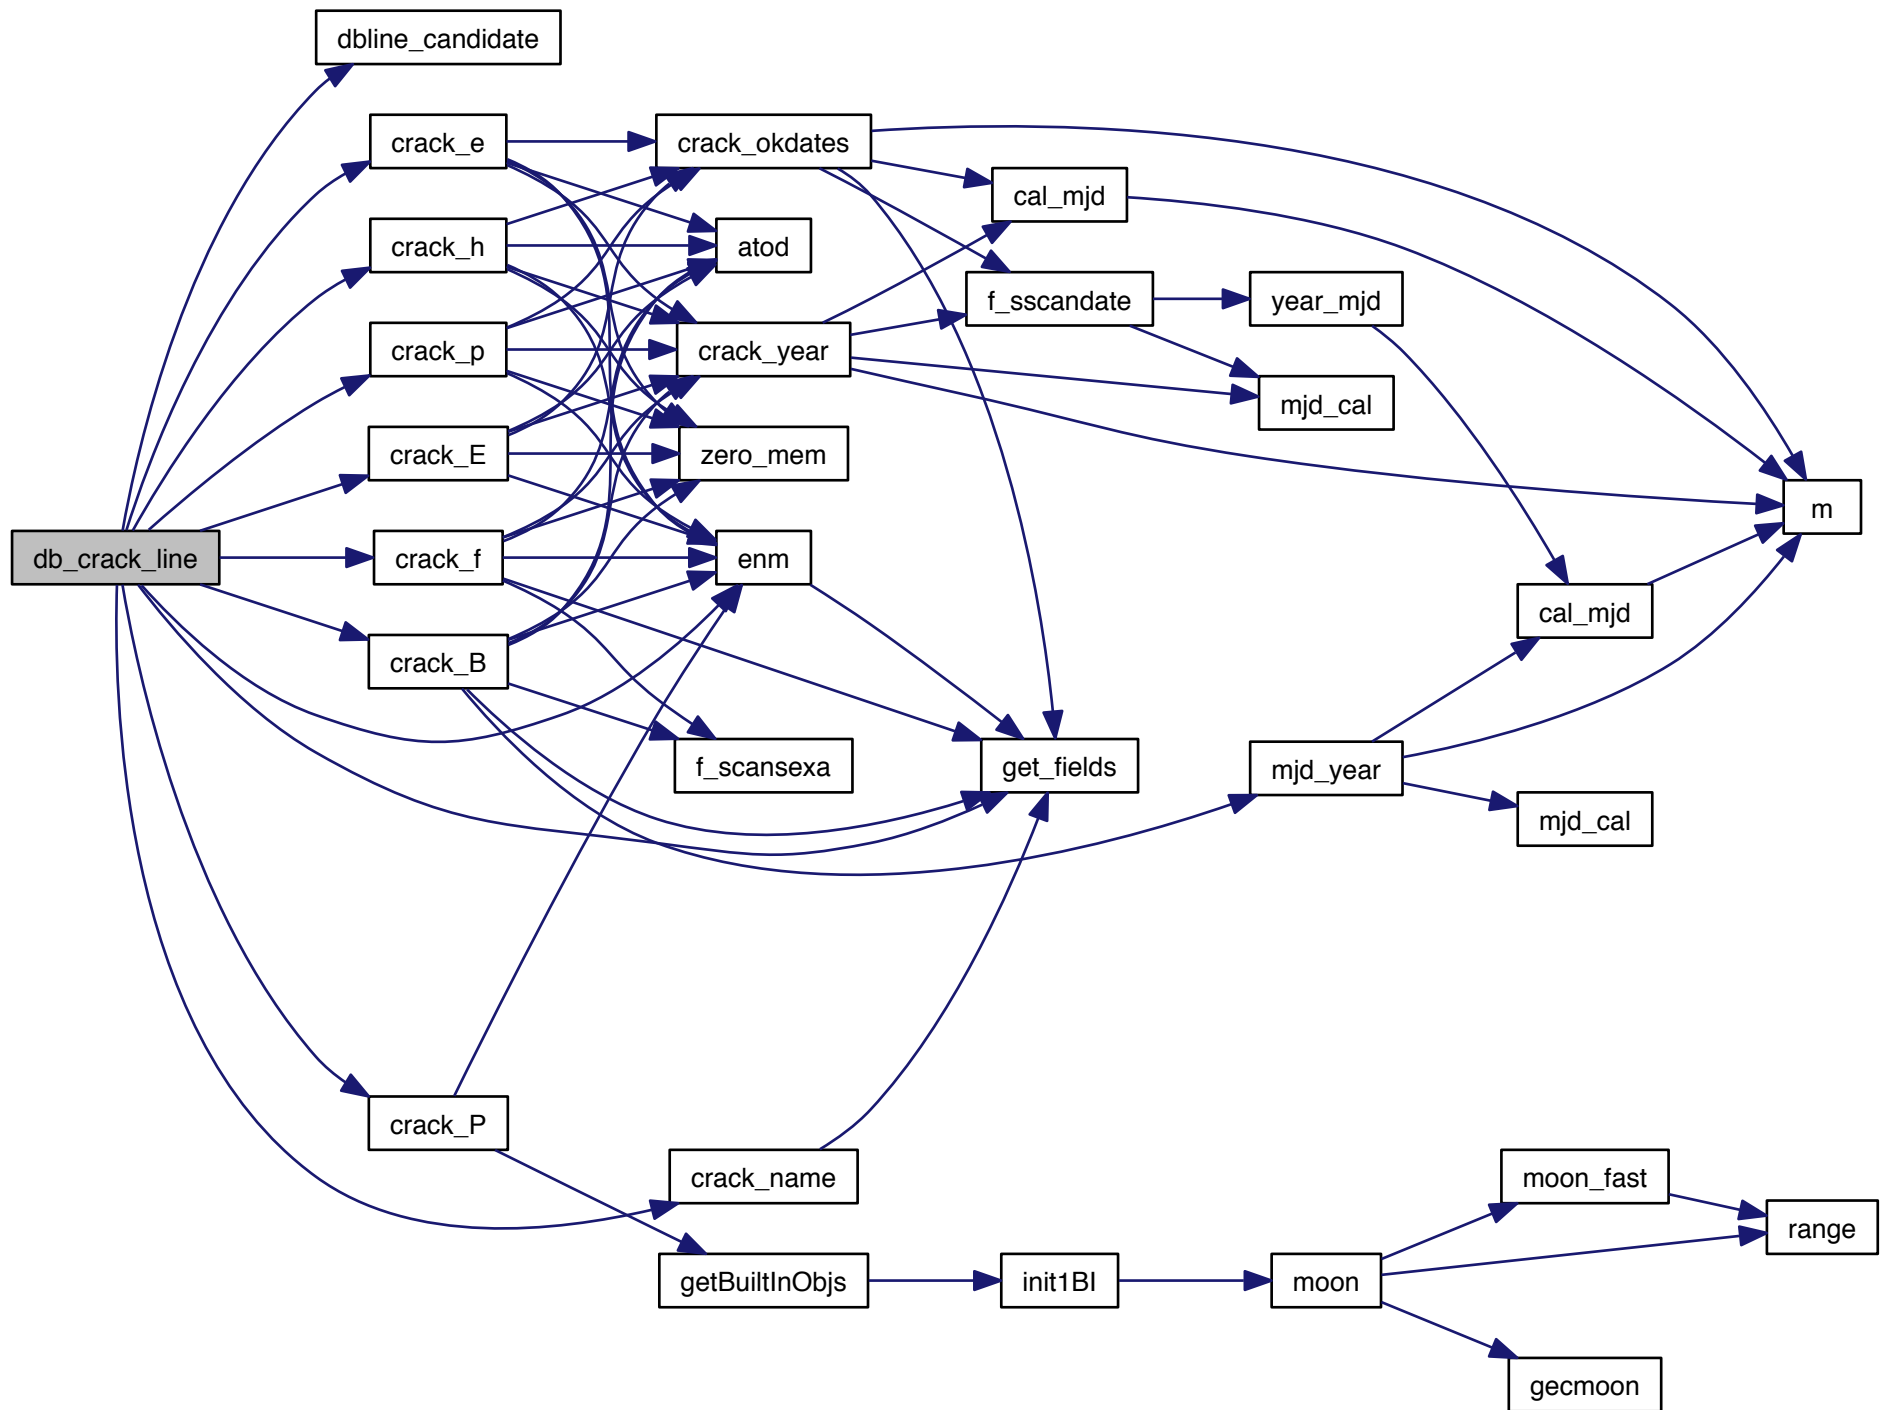 dbline_candidate
crack_e
crack_okdates
cal_mjd
crack_h
atod
f_sscandate
year_mjd
crack_p
crack_year
mjd_cal
crack_E
zero_mem
m
db_crack_line
crack_f
enm
cal_mjd
crack_B
f_scansexa
get_fields
mjd_year
mjd_cal
crack_P
crack_name
moon_fast
range
getBuiltInObjs
init1BI
moon
gecmoon